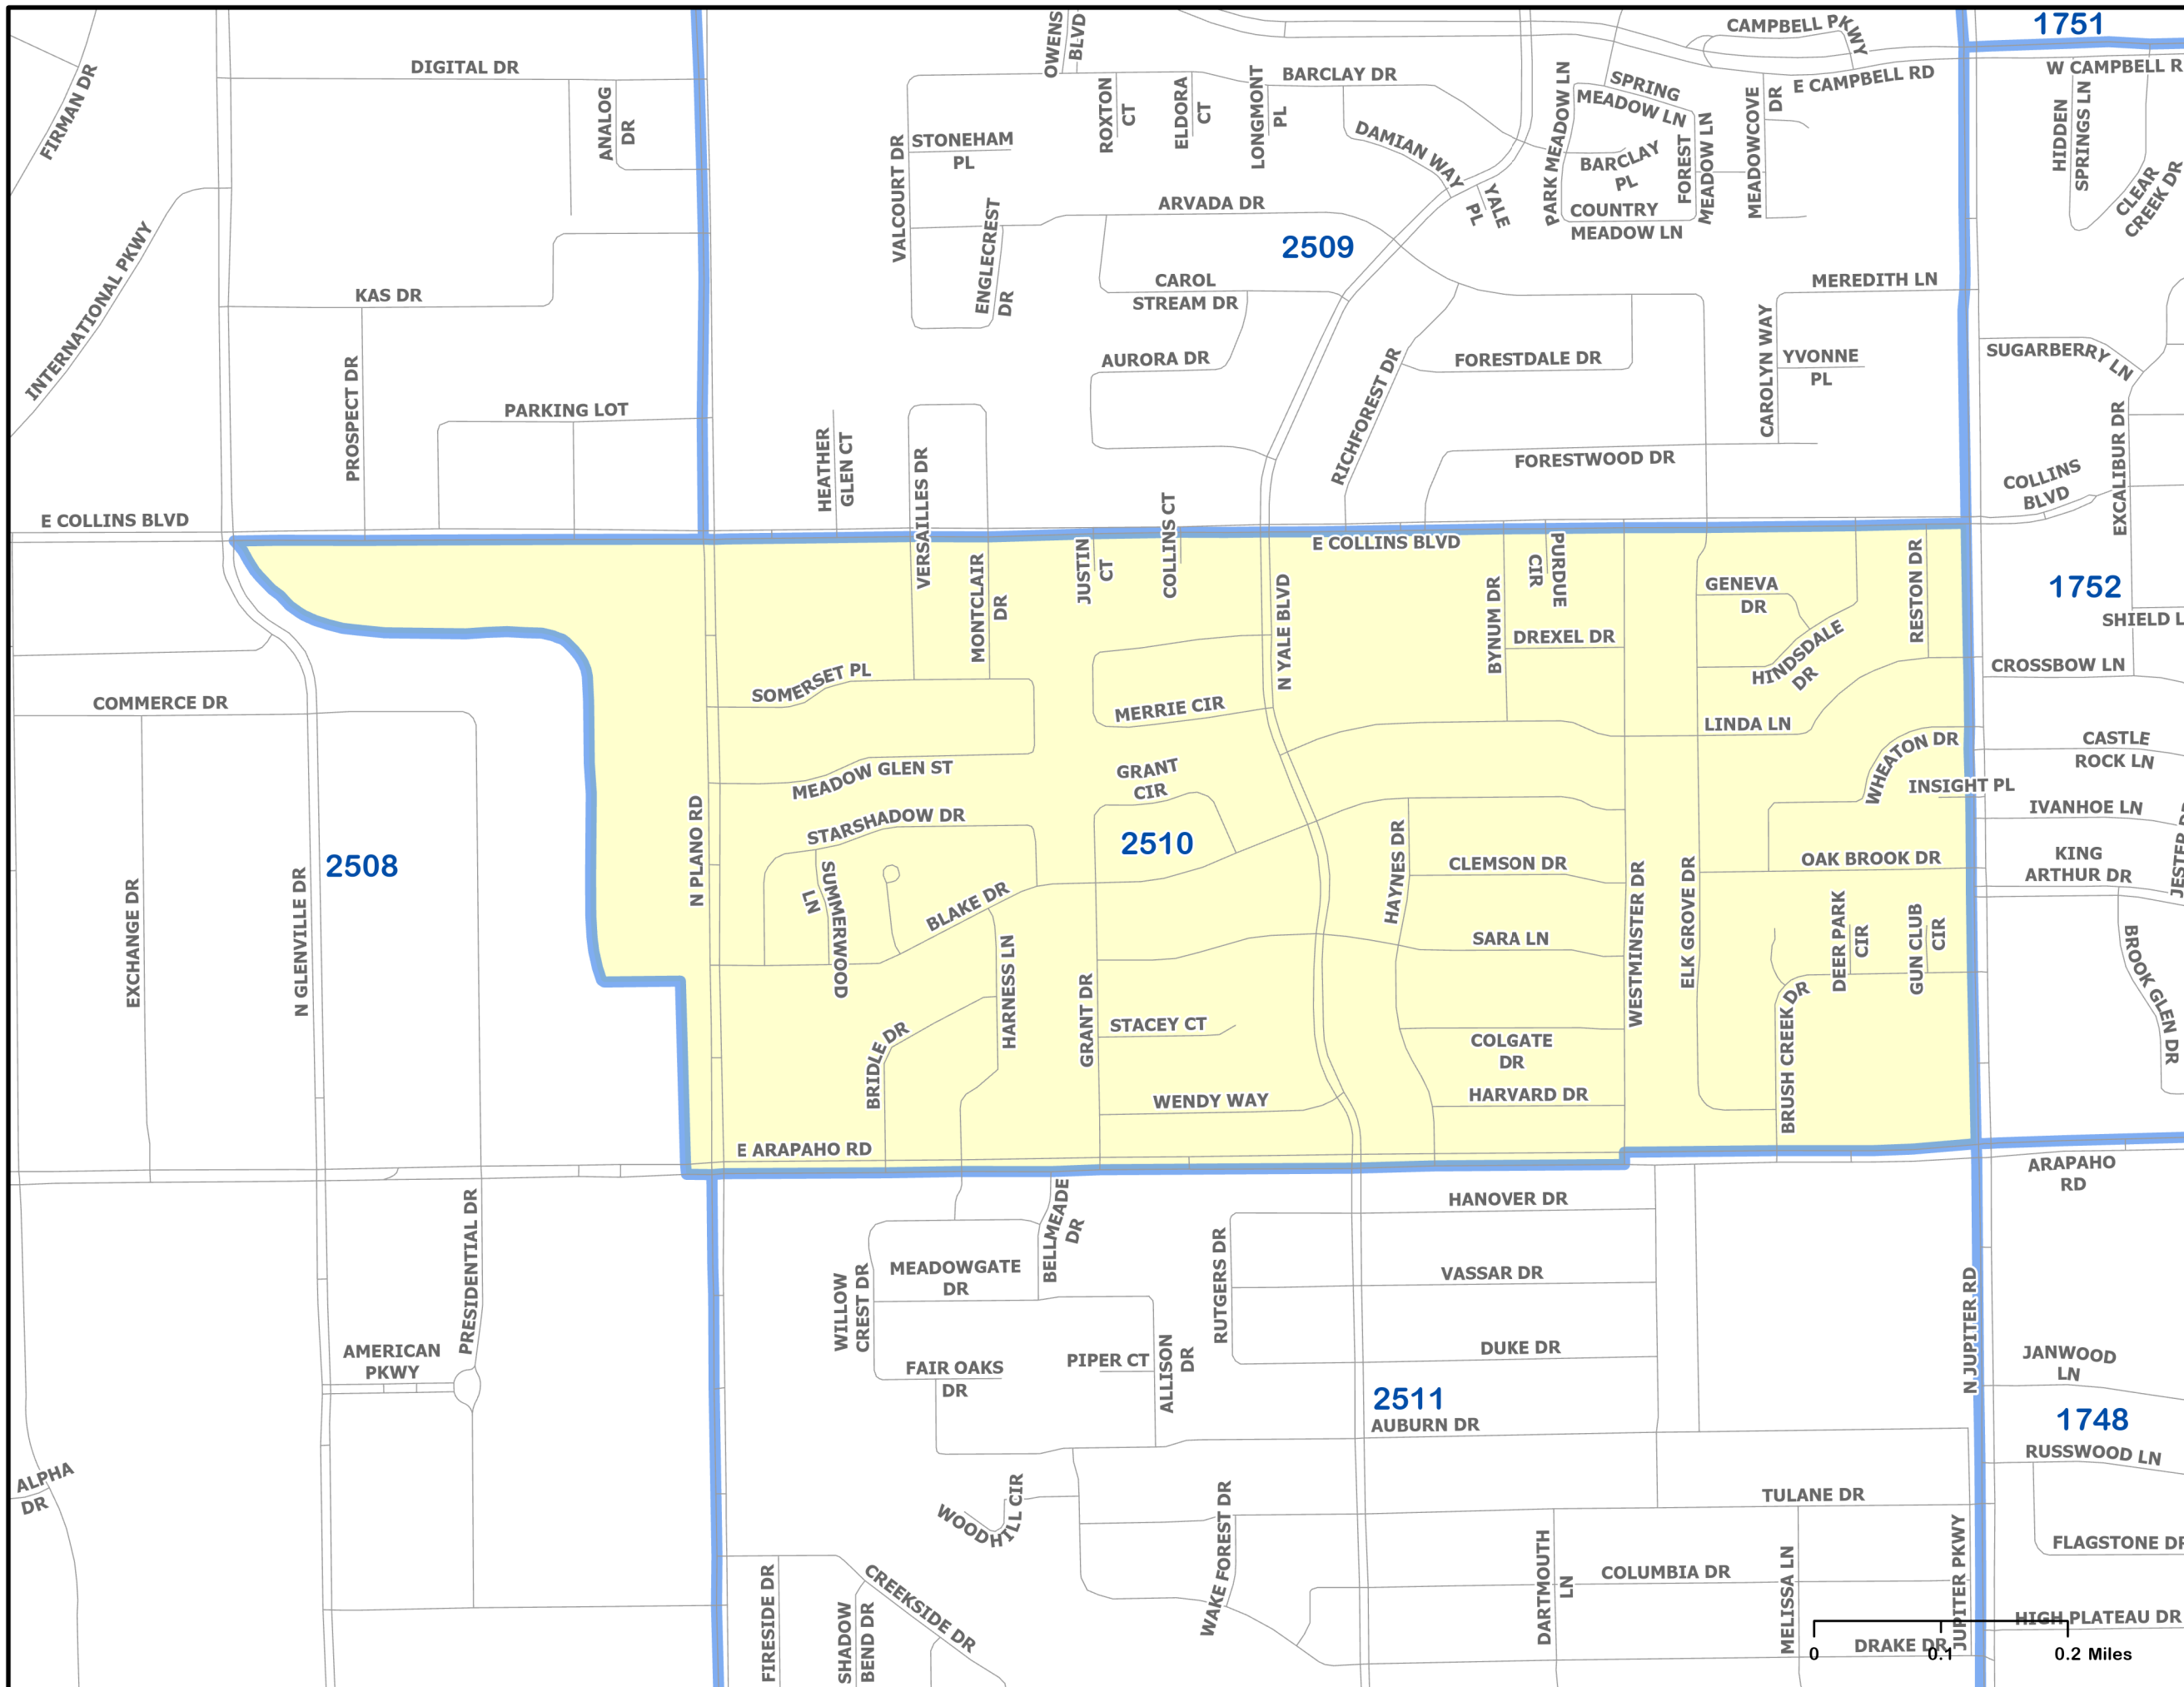 CAMPBELL PKWY
1751
OWENS
BLVD
W CAMPBELL R
DIGITAL DR
FIRMAN DR
ANALOG
DR
BARCLAY DR
E CAMPBELL RD
ROXTON
CT
ELDORA
CT
LONGMONT
PL
PARK MEADOW LN
SPRING
MEADOW LN
MEADOWCOVE
DR
HIDDEN
SPRINGS LN
STONEHAM
PL
DAMIAN WAY
BARCLAY
PL
FOREST
MEADOW LN
CLEAR
CREEK DR
VALCOURT DR
ARVADA DR
YALE
PL
COUNTRY
MEADOW LN
ENGLECREST
DR
2509
INTERNATIONAL PKWY
KAS DR
CAROL
STREAM DR
MEREDITH LN
AURORA DR
FORESTDALE DR
CAROLYN WAY
YVONNE
PL
SUGARBERRY LN
PROSPECT DR
PARKING LOT
RICHFOREST DR
EXCALIBUR DR
HEATHER
GLEN CT
VERSAILLES DR
FORESTWOOD DR
COLLINS
BLVD
E COLLINS BLVD
COLLINS CT
E COLLINS BLVD
JUSTIN
CT
MONTCLAIR
DR
N YALE BLVD
BYNUM DR
PURDUE
CIR
GENEVA
DR
RESTON DR
1752
SHIELD L
DREXEL DR
HINDSDALE
DR
CROSSBOW LN
SOMERSET PL
COMMERCE DR
MERRIE CIR
LINDA LN
WHEATON DR
CASTLE
ROCK LN
MEADOW GLEN ST
GRANT
CIR
INSIGHT PL
IVANHOE LN
N PLANO RD
STARSHADOW DR
2510
HAYNES DR
CLEMSON DR
OAK BROOK DR
KING
ARTHUR DR
JESTER DR
2508
SUMMERWOOD
LN
BLAKE DR
WESTMINSTER DR
ELK GROVE DR
EXCHANGE DR
N GLENVILLE DR
HARNESS LN
SARA LN
DEER PARK
CIR
GUN CLUB
CIR
BROOK GLEN DR
GRANT DR
STACEY CT
BRIDLE DR
COLGATE
DR
BRUSH CREEK DR
WENDY WAY
HARVARD DR
E ARAPAHO RD
ARAPAHO
RD
PRESIDENTIAL DR
BELLMEADE
DR
HANOVER DR
WILLOW
CREST DR
MEADOWGATE
DR
RUTGERS DR
VASSAR DR
N JUPITER RD
AMERICAN
PKWY
FAIR OAKS
DR
PIPER CT
ALLISON
DR
DUKE DR
JANWOOD
LN
2511
AUBURN DR
1748
RUSSWOOD LN
ALPHA
DR
WOODHILL CIR
WAKE FOREST DR
TULANE DR
FLAGSTONE DR
DARTMOUTH
LN
COLUMBIA DR
MELISSA LN
JUPITER PKWY
FIRESIDE DR
SHADOW
BEND DR
CREEKSIDE DR
HIGH PLATEAU DR
DRAKE DR
0 0.1 0.2 Miles